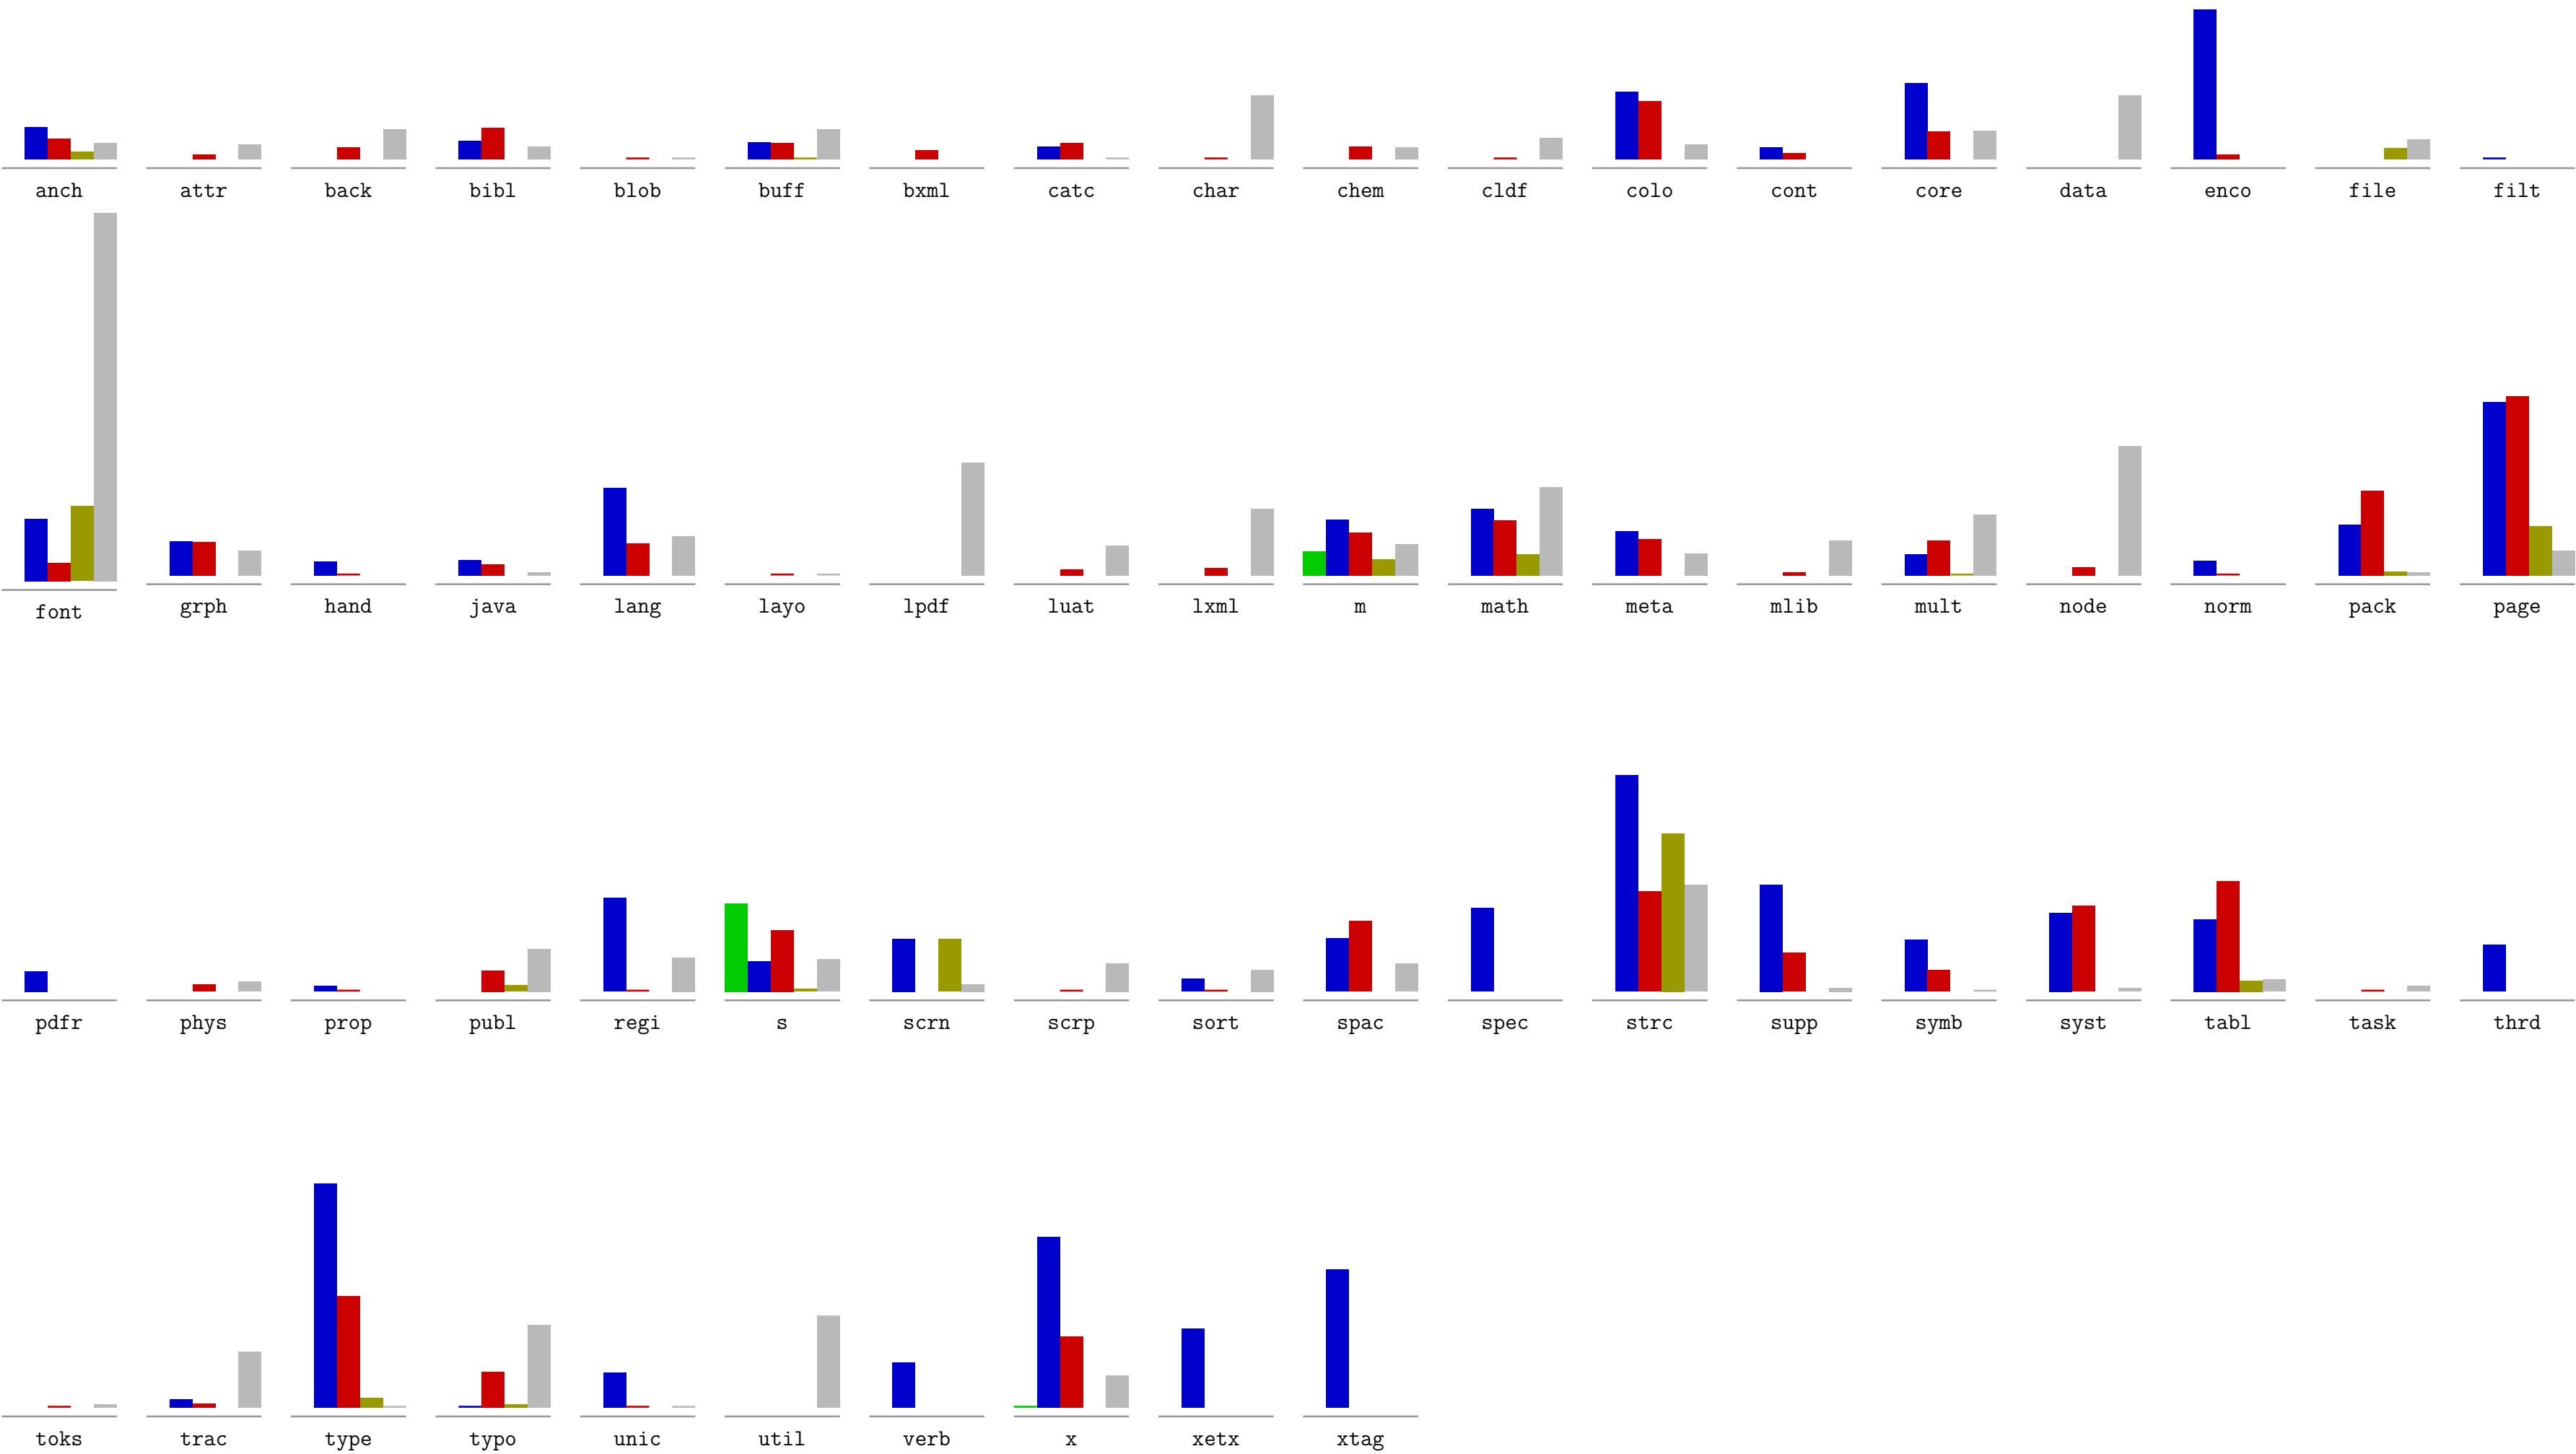 anch attr back bibl blob buff bxml catc char chem cldf colo cont core data enco file filt
font grph hand java lang layo lpdf luat lxml m math meta mlib mult node norm pack page
pdfr phys prop publ regi s scrn scrp sort spac spec strc supp symb syst tabl task thrd
toks trac type typo unic util verb x xetx xtag